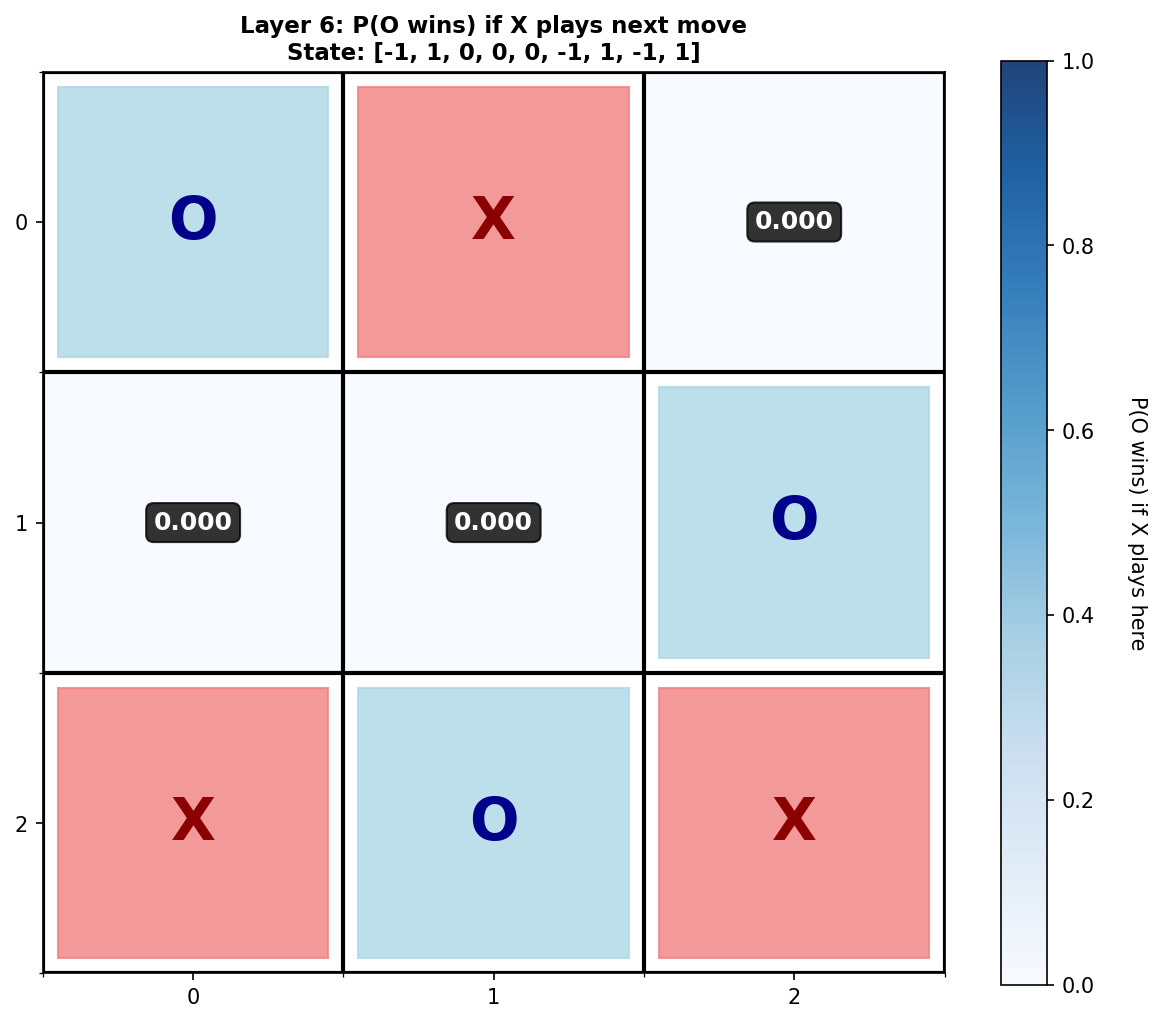 Layer 6: P(O wins) if X plays next move
State: [-1, 1, 0, 0, 0, -1, 1, -1, 1]
0
O
X
0.000
1
0.000
0.000
O
2
X
O
X
0
1
2
1.0
0.8
0.6
0.4
0.2
0.0
P(O wins) if X plays here